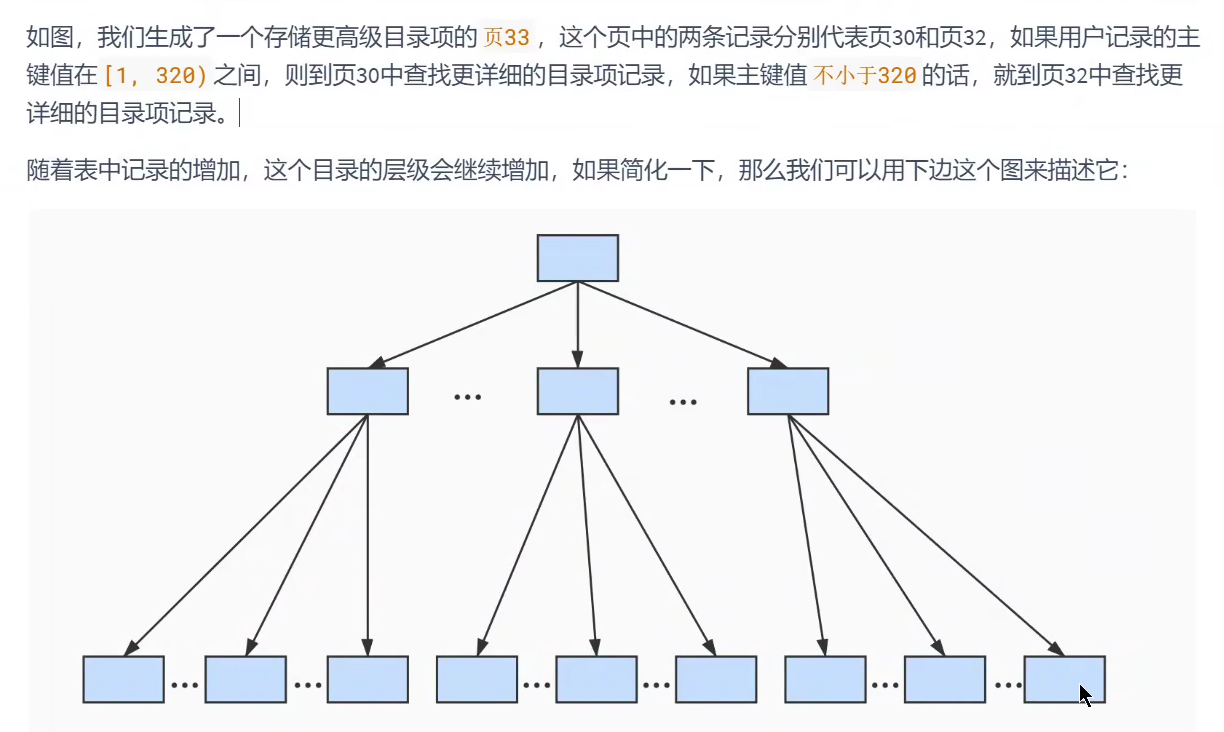 如图，我们生成了一个存储更高级目录项的 页33 ，这个页中的两条记录分别代表页30和页32，如果用户记录的主
键值在 [1, 320) 之间，则到页30中查找更详细的目录项记录，如果主键值 不小于320 的话，就到页32中查找更
详细的目录项记录。
随着表中记录的增加，这个目录的层级会继续增加，如果简化一下，那么我们可以用下边这个图来描述它：
...
...
...
...
...
...
...
...